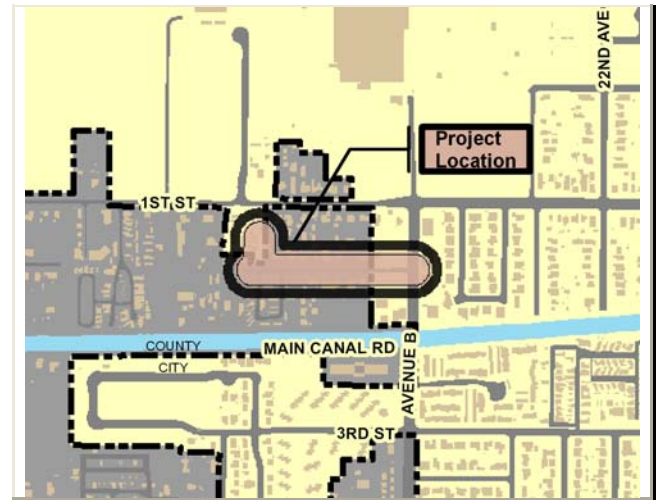 22ND AVE
Project
Location
1ST ST
COUNTY
MAIN CANAL RD
CITY
AVENUE B
3RD ST